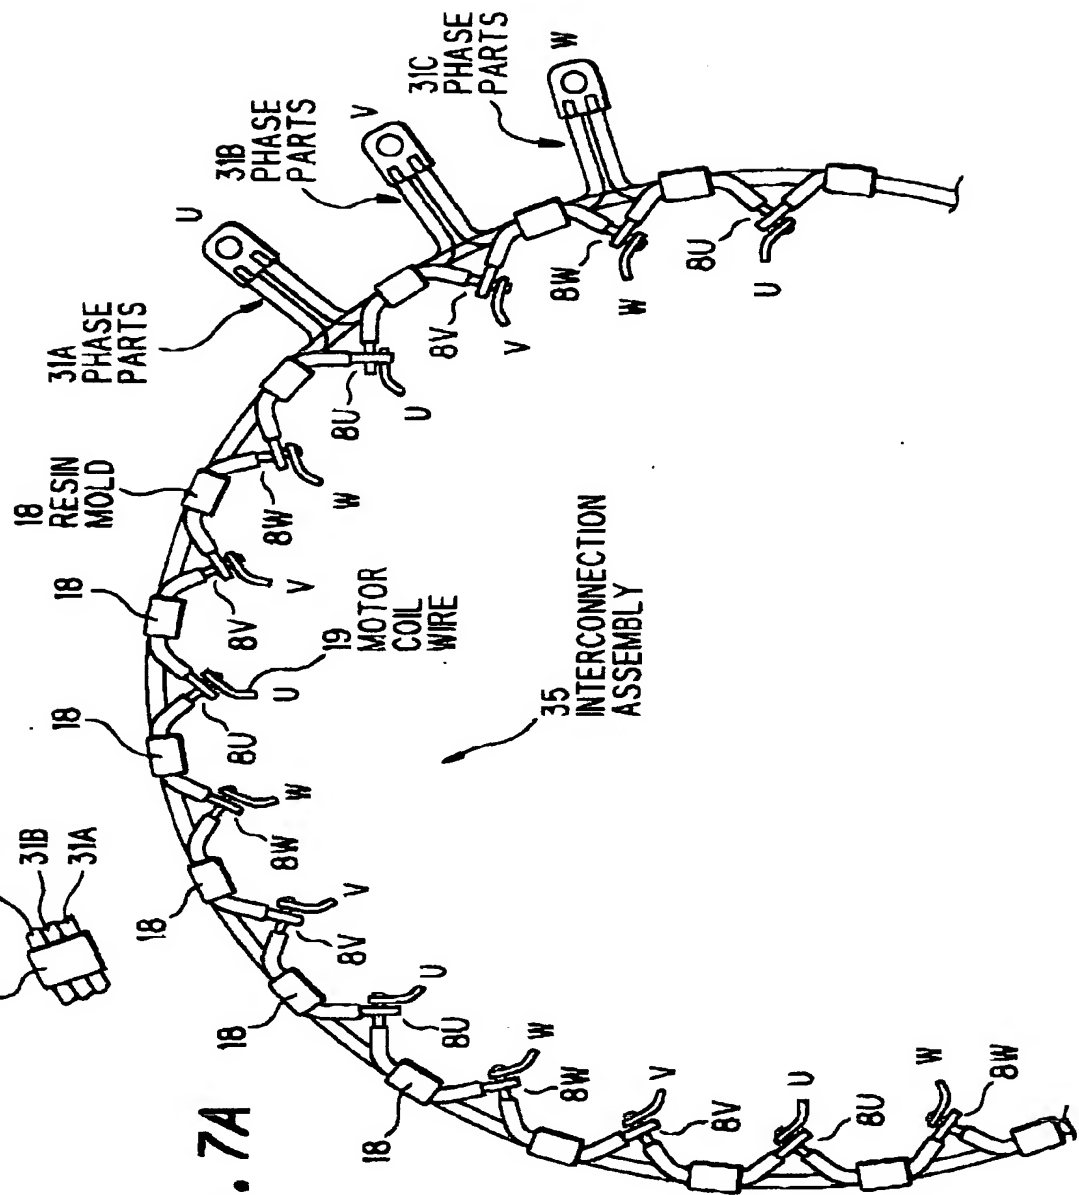 . 7A
31B
31A
18
RESIN
MOLD
31A
PHASE
PARTS
U
31B
PHASE
PARTS
V
31C
PHASE
PARTS
W
18
18
18
18
18
8W
W
8U
U
8V
V
8W
W
8U
U
8V
V
8W
W
8U
U
19
MOTOR
COIL
WIRE
8V
V
8W
W
8U
U
8V
V
8W
W
8U
U
35
INTERCONNECTION
ASSEMBLY